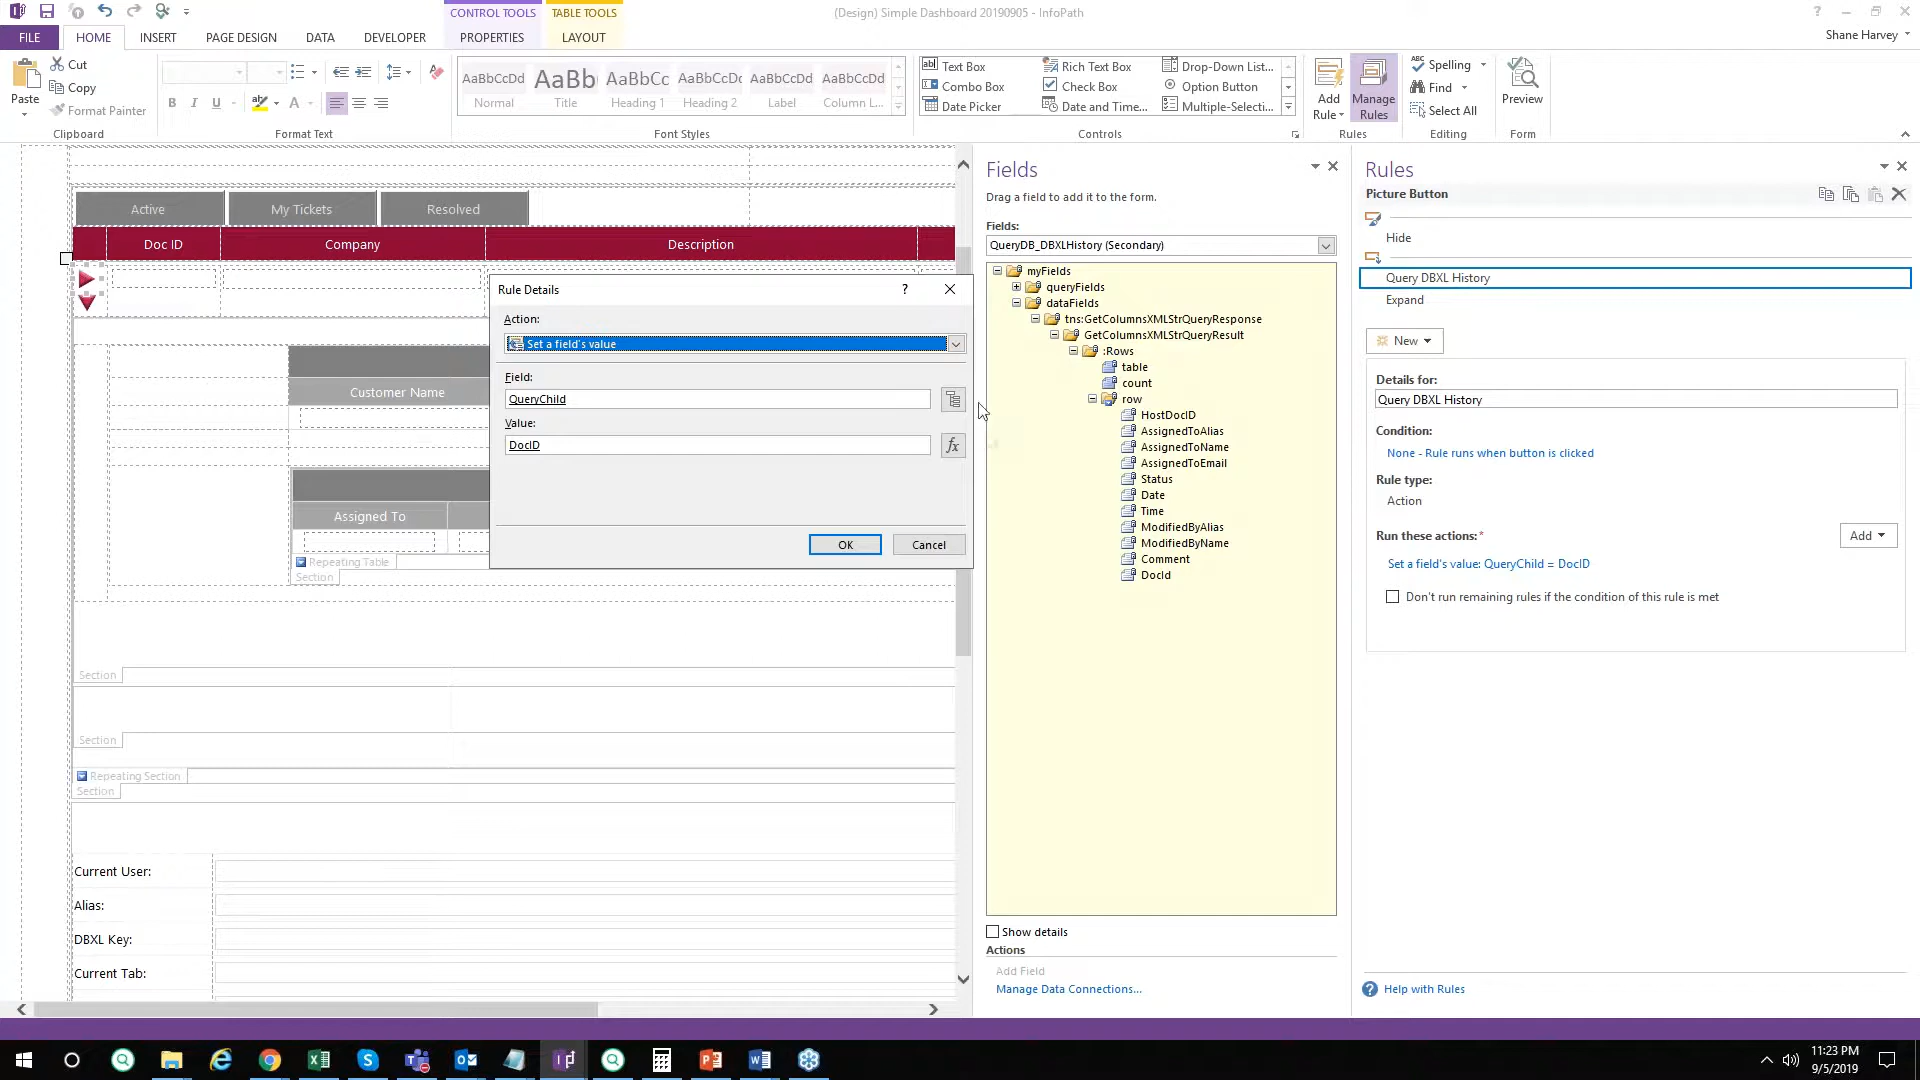 CONTROL TOOLS
TABLE TOOLS
(Design) Simple Dashboard 20190905 - InfoPath
?
FILE
HOME
INSERT
PAGE DESIGN
DATA
DEVELOPER
PROPERTIES
LAYOUT
Shane Harvey
Paste
Cut
Copy
Format Painter
Clipboard
B I U A
Format Text
AaBbCcDd AaBb AaBbCc AaBbCcDc AaBbCcDd AaBbCcDd
Normal Title Heading 1 Heading 2 Label Column L...
Font Styles
Text Box
Combo Box
Date Picker
Rich Text Box
Check Box
Date and Time...
Drop-Down List...
Option Button
Multiple-Selecti...
Controls
Add
Rule
Manage
Rules
Rules
Spelling
Find
Select All
Editing
Preview
Form
Active
My Tickets
Resolved
Doc ID
Company
Description
Customer Name
Assigned To
Repeating Table
Section
Section
Section
Repeating Section
Section
Current User:
Alias:
DBXL Key:
Current Tab:
Rule Details
?
Action:
Set a field's value
Field:
QueryChild
Value:
DocID
fx
OK
Cancel
Fields
Drag a field to add it to the form.
Fields:
QueryDB_DBXLHistory (Secondary)
myFields
queryFields
dataFields
tns:GetColumnsXMLStrQueryResponse
GetColumnsXMLStrQueryResult
:Rows
table
count
row
HostDocID
AssignedToAlias
AssignedToName
AssignedToEmail
Status
Date
Time
ModifiedByAlias
ModifiedByName
Comment
DocId
Show details
Actions
Add Field
Manage Data Connections...
Rules
Picture Button
Hide
Query DBXL History
Expand
New
Details for:
Query DBXL History
Condition:
None - Rule runs when button is clicked
Rule type:
Action
Run these actions:*
Add
Set a field's value: QueryChild = DocID
Don't run remaining rules if the condition of this rule is met
Help with Rules
11:23 PM
9/5/2019